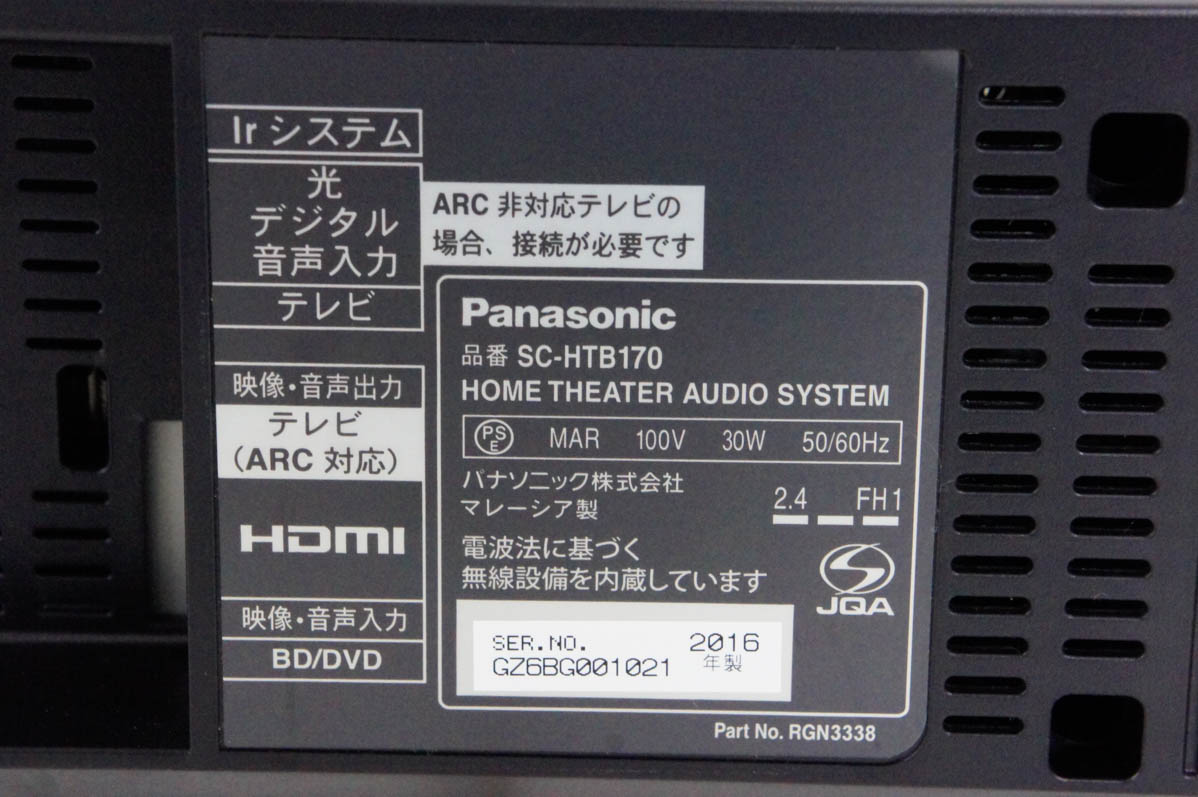 Ir システム
光
デジタル
音声入力
テレビ
ARC 非対応テレビの
場合、接続が必要です
映像・音声出力
テレビ
（ARC 対応）
HDMI
映像・音声入力
BD/DVD
Panasonic
品番 SC-HTB170
HOME THEATER AUDIO SYSTEM
PS
E
MAR 100V 30W 50/60Hz
パナソニック株式会社
マレーシア製
2.4 FH1
電波法に基づく
無線設備を内蔵しています
JQA
SER.NO. 2016
GZ6BG001021 年製
Part No. RGN3338